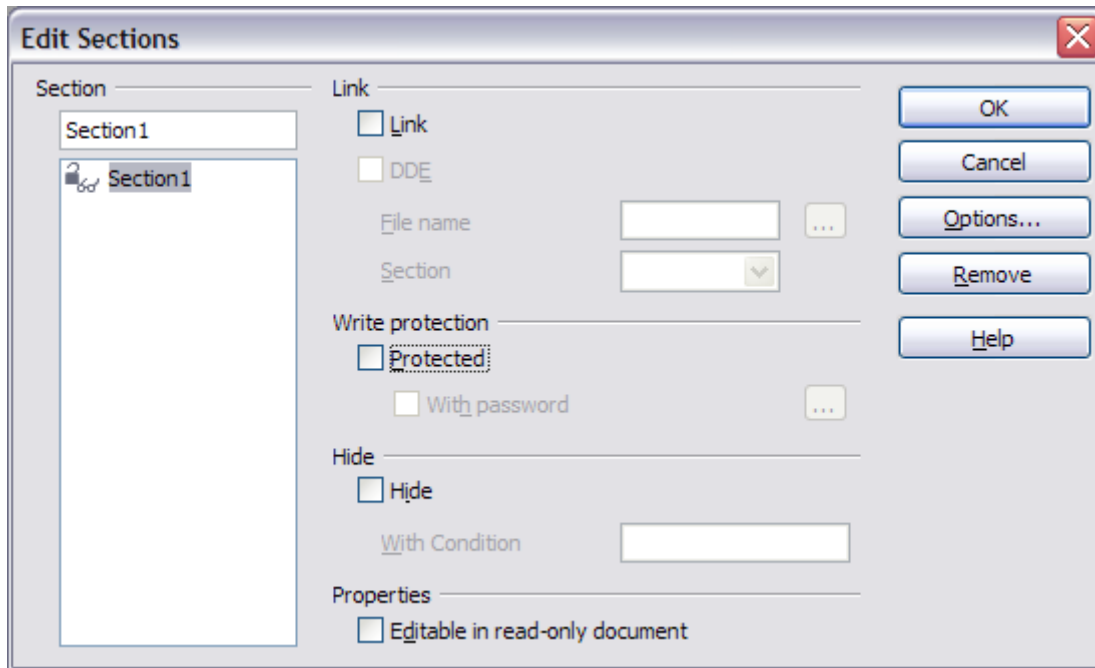 Edit Sections
Section
Section1
Section1
Link
Link
DDE
File name
...
Section
Write protection
Protected
With password
...
Hide
Hide
With Condition
Properties
Editable in read-only document
OK
Cancel
Options...
Remove
Help